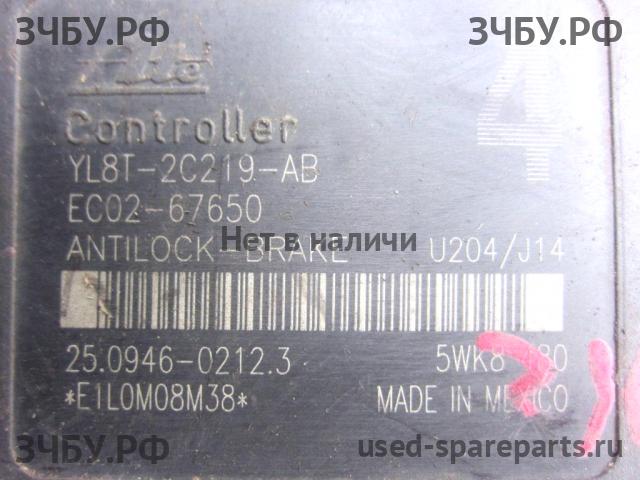 ЗЧБУ.РФ ЗЧБУ.РФ
Ate 4
Controller
YL8T-2C219-AB
EC02-67650
ANTILOCK-BRAKE U204/J14
Нет в наличи
25.0946-0212.3
*E1L0M08M38* MADE IN MEXICO
ЗЧБУ.РФ used-spareparts.ru